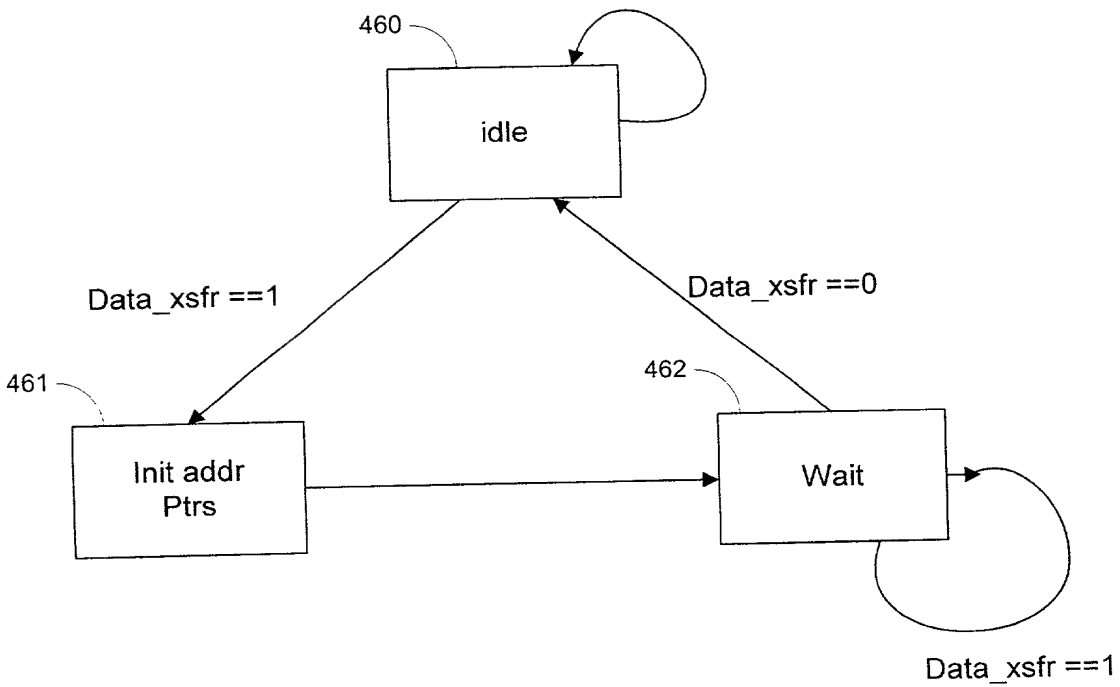 460
idle
Data_xsfr ==1
Data_xsfr ==0
461
462
Init addr
Ptrs
Wait
Data_xsfr ==1